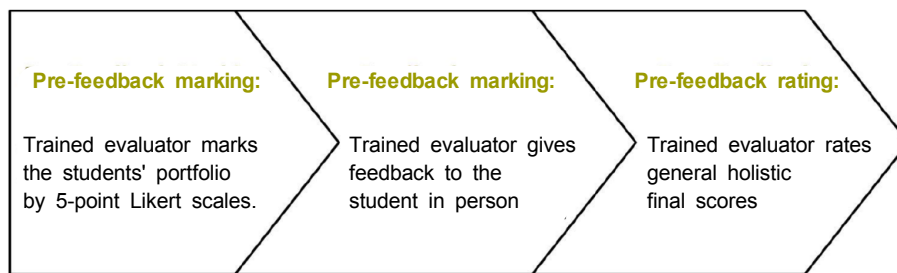 Pre-feedback marking:
Trained evaluator marks
the students' portfolio
by 5-point Likert scales.
Pre-feedback marking:
Trained evaluator gives
feedback to the
student in person
Pre-feedback rating:
Trained evaluator rates
general holistic
final scores